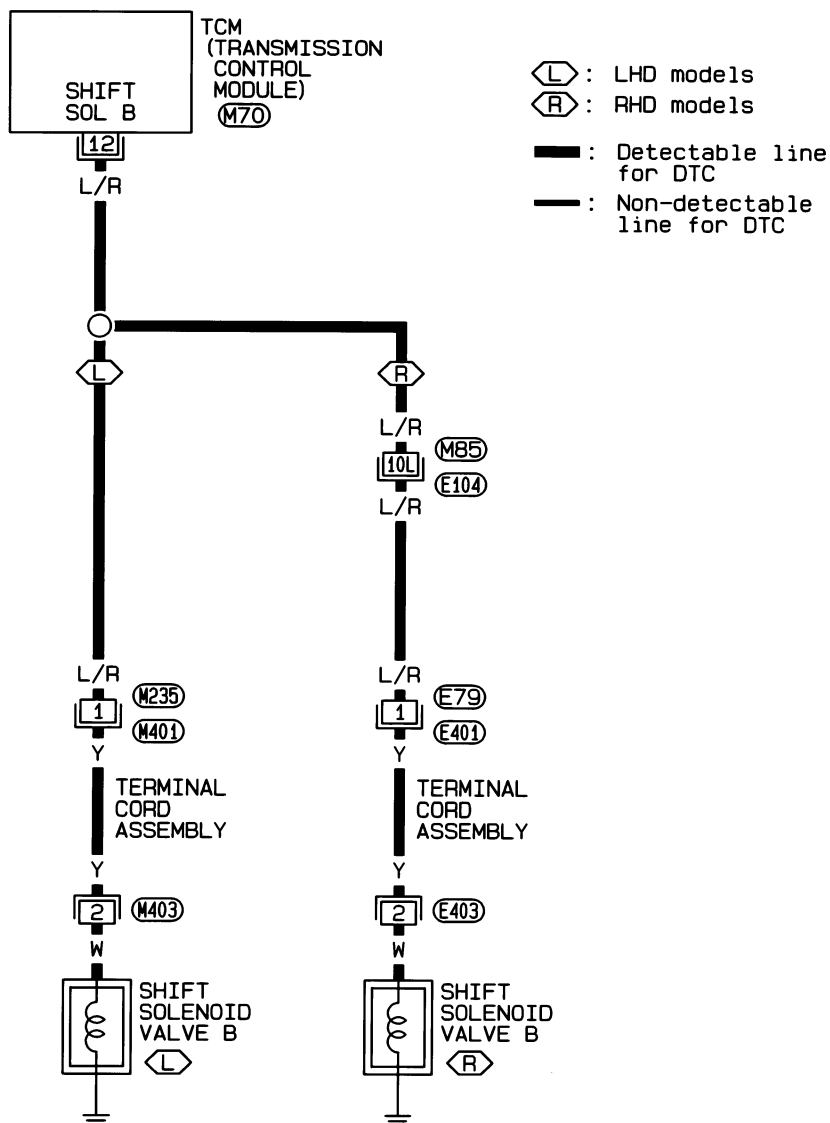 TCM
(TRANSMISSION
CONTROL
MODULE)
M70
SHIFT
SOL B
12
L/R
L : LHD models
R : RHD models
: Detectable line
for DTC
: Non-detectable
line for DTC
L
R
L/R
10L
M85
E104
L/R
L/R
1
M235
M401
Y
TERMINAL
CORD
ASSEMBLY
Y
2
M403
W
SHIFT
SOLENOID
VALVE B
L
L/R
1
E79
E401
Y
TERMINAL
CORD
ASSEMBLY
Y
2
E403
W
SHIFT
SOLENOID
VALVE B
R